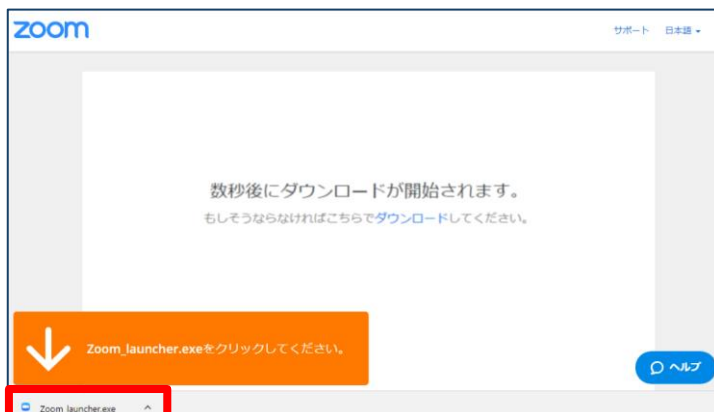 zoom
サポート 日本語
数秒後にダウンロードが開始されます。
もしそうならなければこちらでダウンロードしてください。
Zoom_launcher.exeをクリックしてください。
ヘルプ
Zoom_launcher.exe